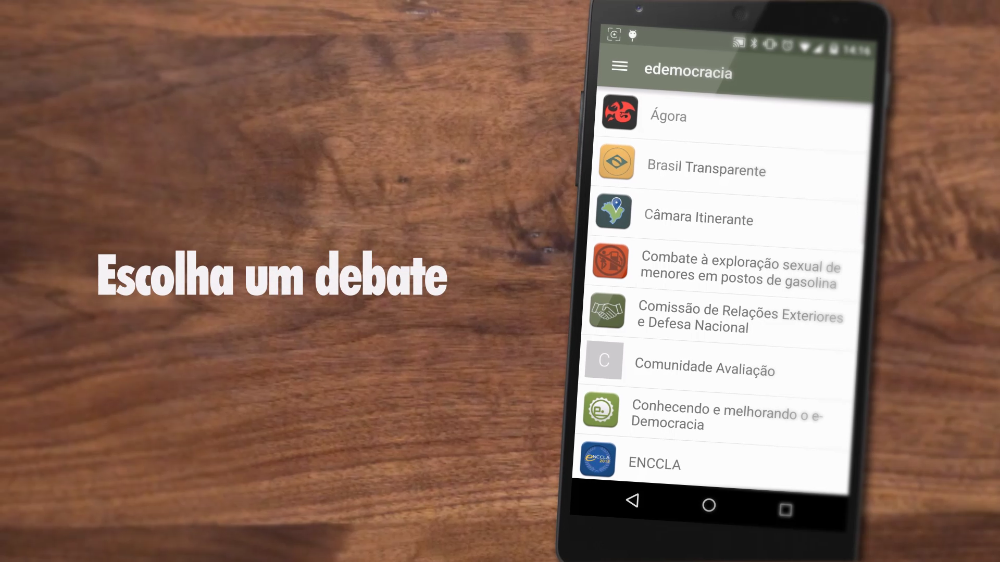 Escolha um debate
14:16
edemocracia
Ágora
Brasil Transparente
Câmara Itinerante
Combate à exploração sexual de
menores em postos de gasolina
Comissão de Relações Exteriores
e Defesa Nacional
C
Comunidade Avaliação
Conhecendo e melhorando o e-
Democracia
eNCCLA
2013
ENCCLA